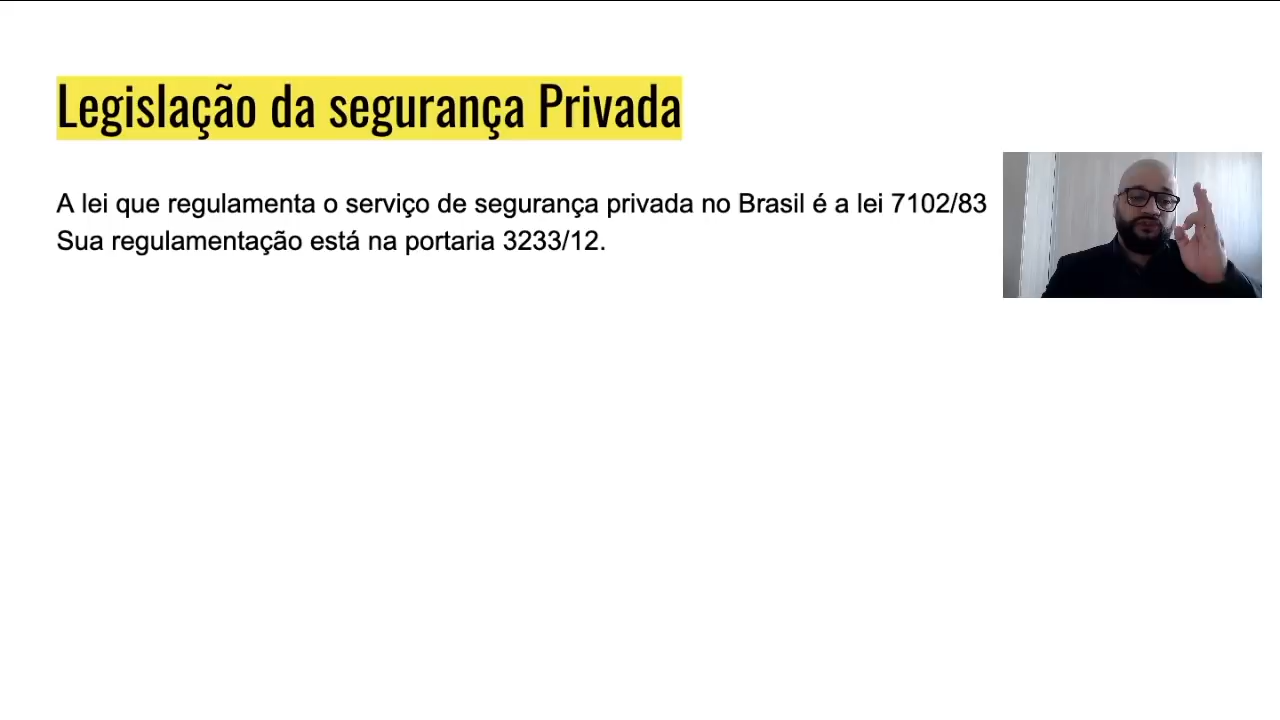 Legislação da segurança Privada
A lei que regulamenta o serviço de segurança privada no Brasil é a lei 7102/83
Sua regulamentação está na portaria 3233/12.